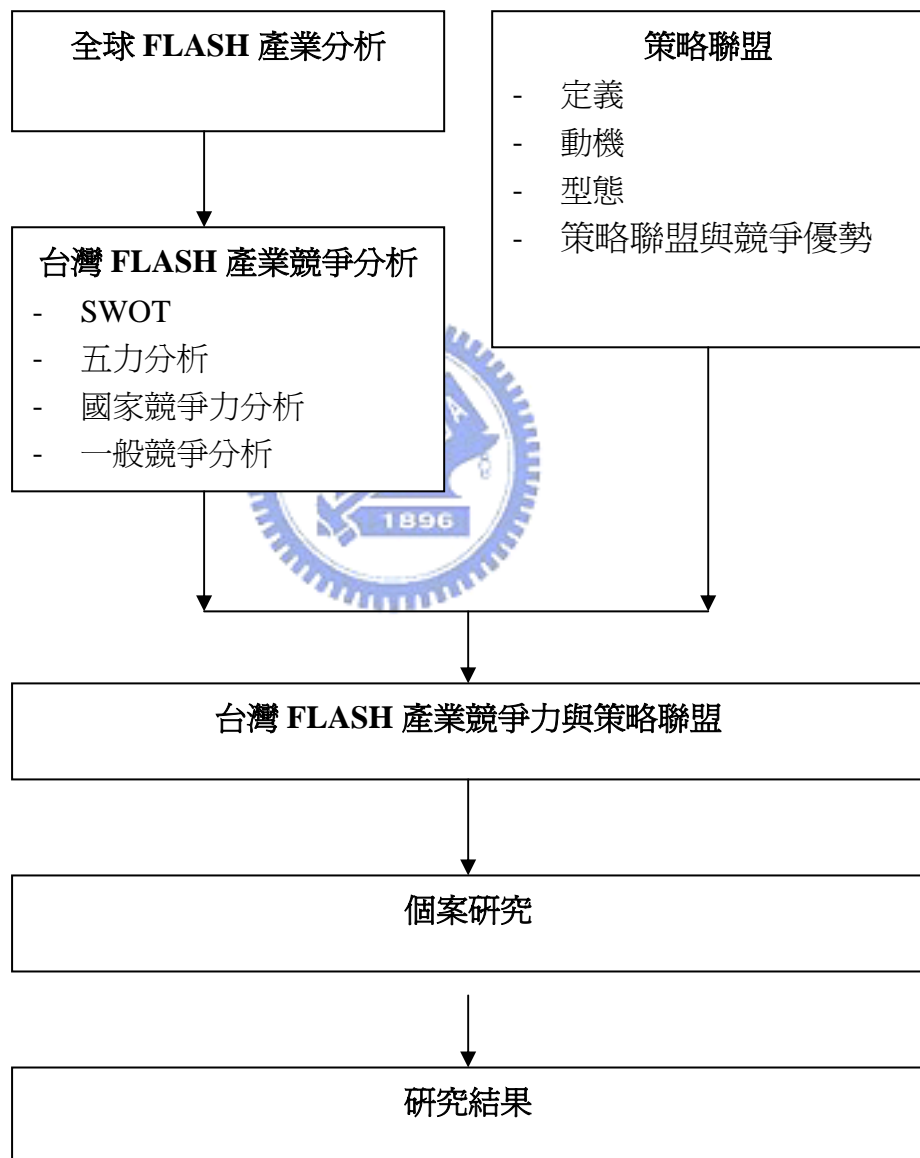 全球 FLASH 產業分析
策略聯盟
- 定義
- 動機
- 型態
- 策略聯盟與競爭優勢
台灣 FLASH 產業競爭分析
- SWOT
- 五力分析
- 國家競爭力分析
- 一般競爭分析
1896
台灣 FLASH 產業競爭力與策略聯盟
個案研究
研究結果